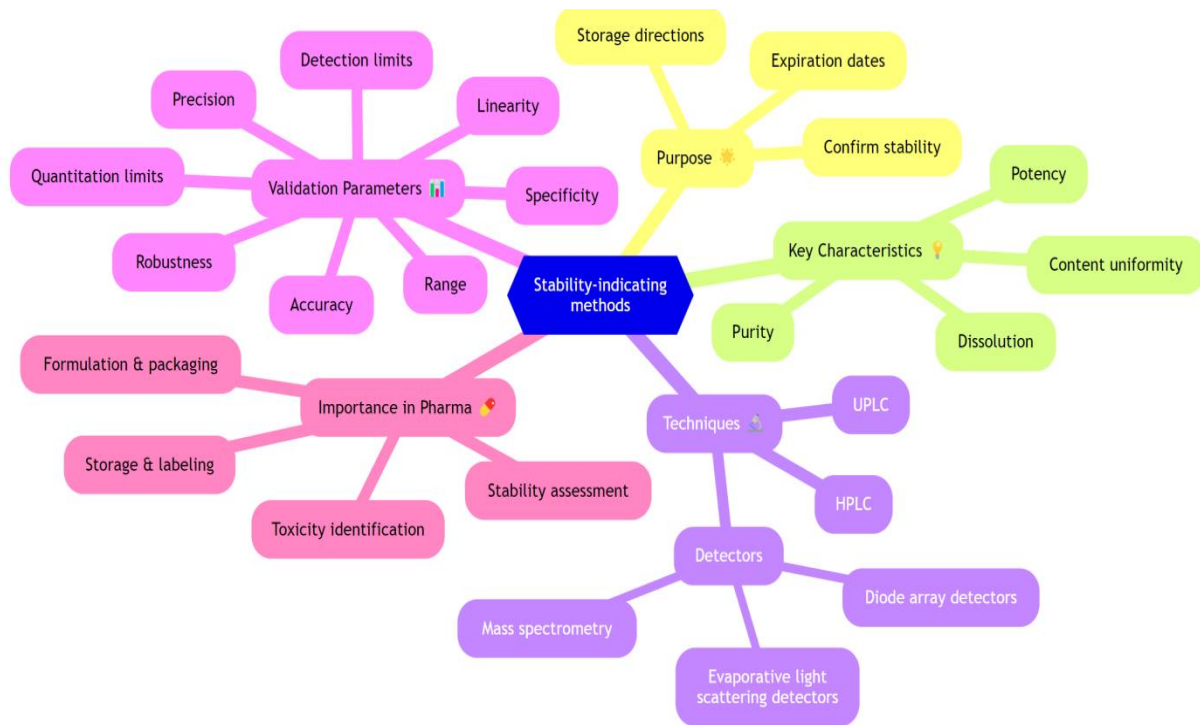 Stability-indicating
methods
Purpose 🌟
Storage directions
Expiration dates
Confirm stability
Key Characteristics 💡
Potency
Content uniformity
Dissolution
Purity
Techniques 🔬
UPLC
HPLC
Detectors
Diode array detectors
Evaporative light
scattering detectors
Mass spectrometry
Importance in Pharma 💊
Stability assessment
Toxicity identification
Storage & labeling
Formulation & packaging
Validation Parameters 📊
Specificity
Linearity
Detection limits
Precision
Quantitation limits
Robustness
Accuracy
Range